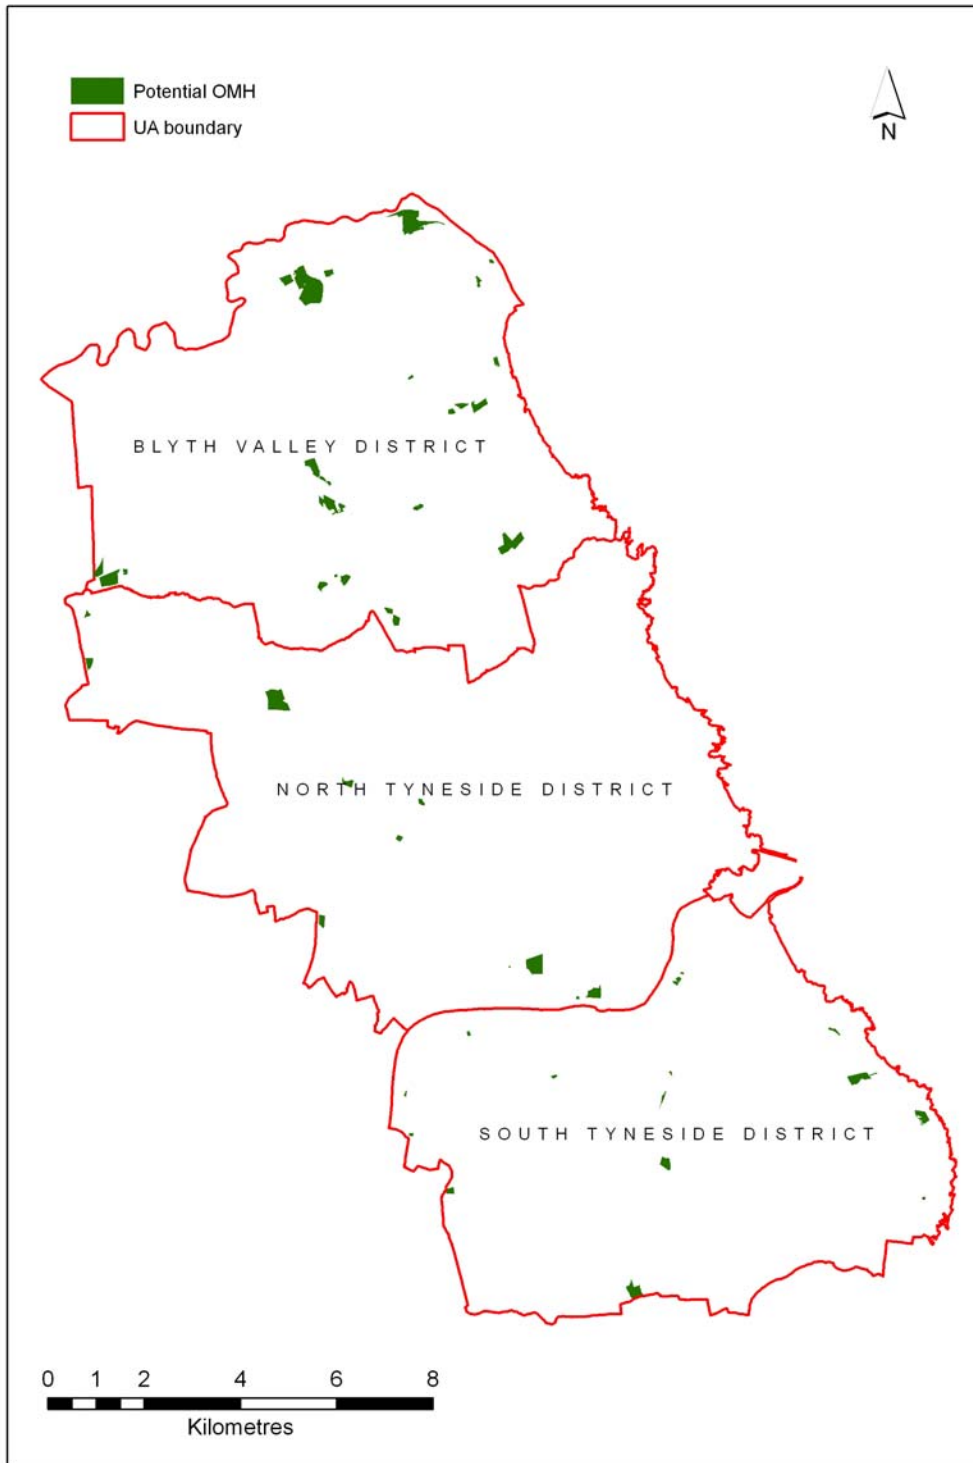 Potential OMH
UA boundary
N
BLYTH VALLEY DISTRICT
NORTH TYNESIDE DISTRICT
SOUTH TYNESIDE DISTRICT
0 1 2 4 6 8
Kilometres